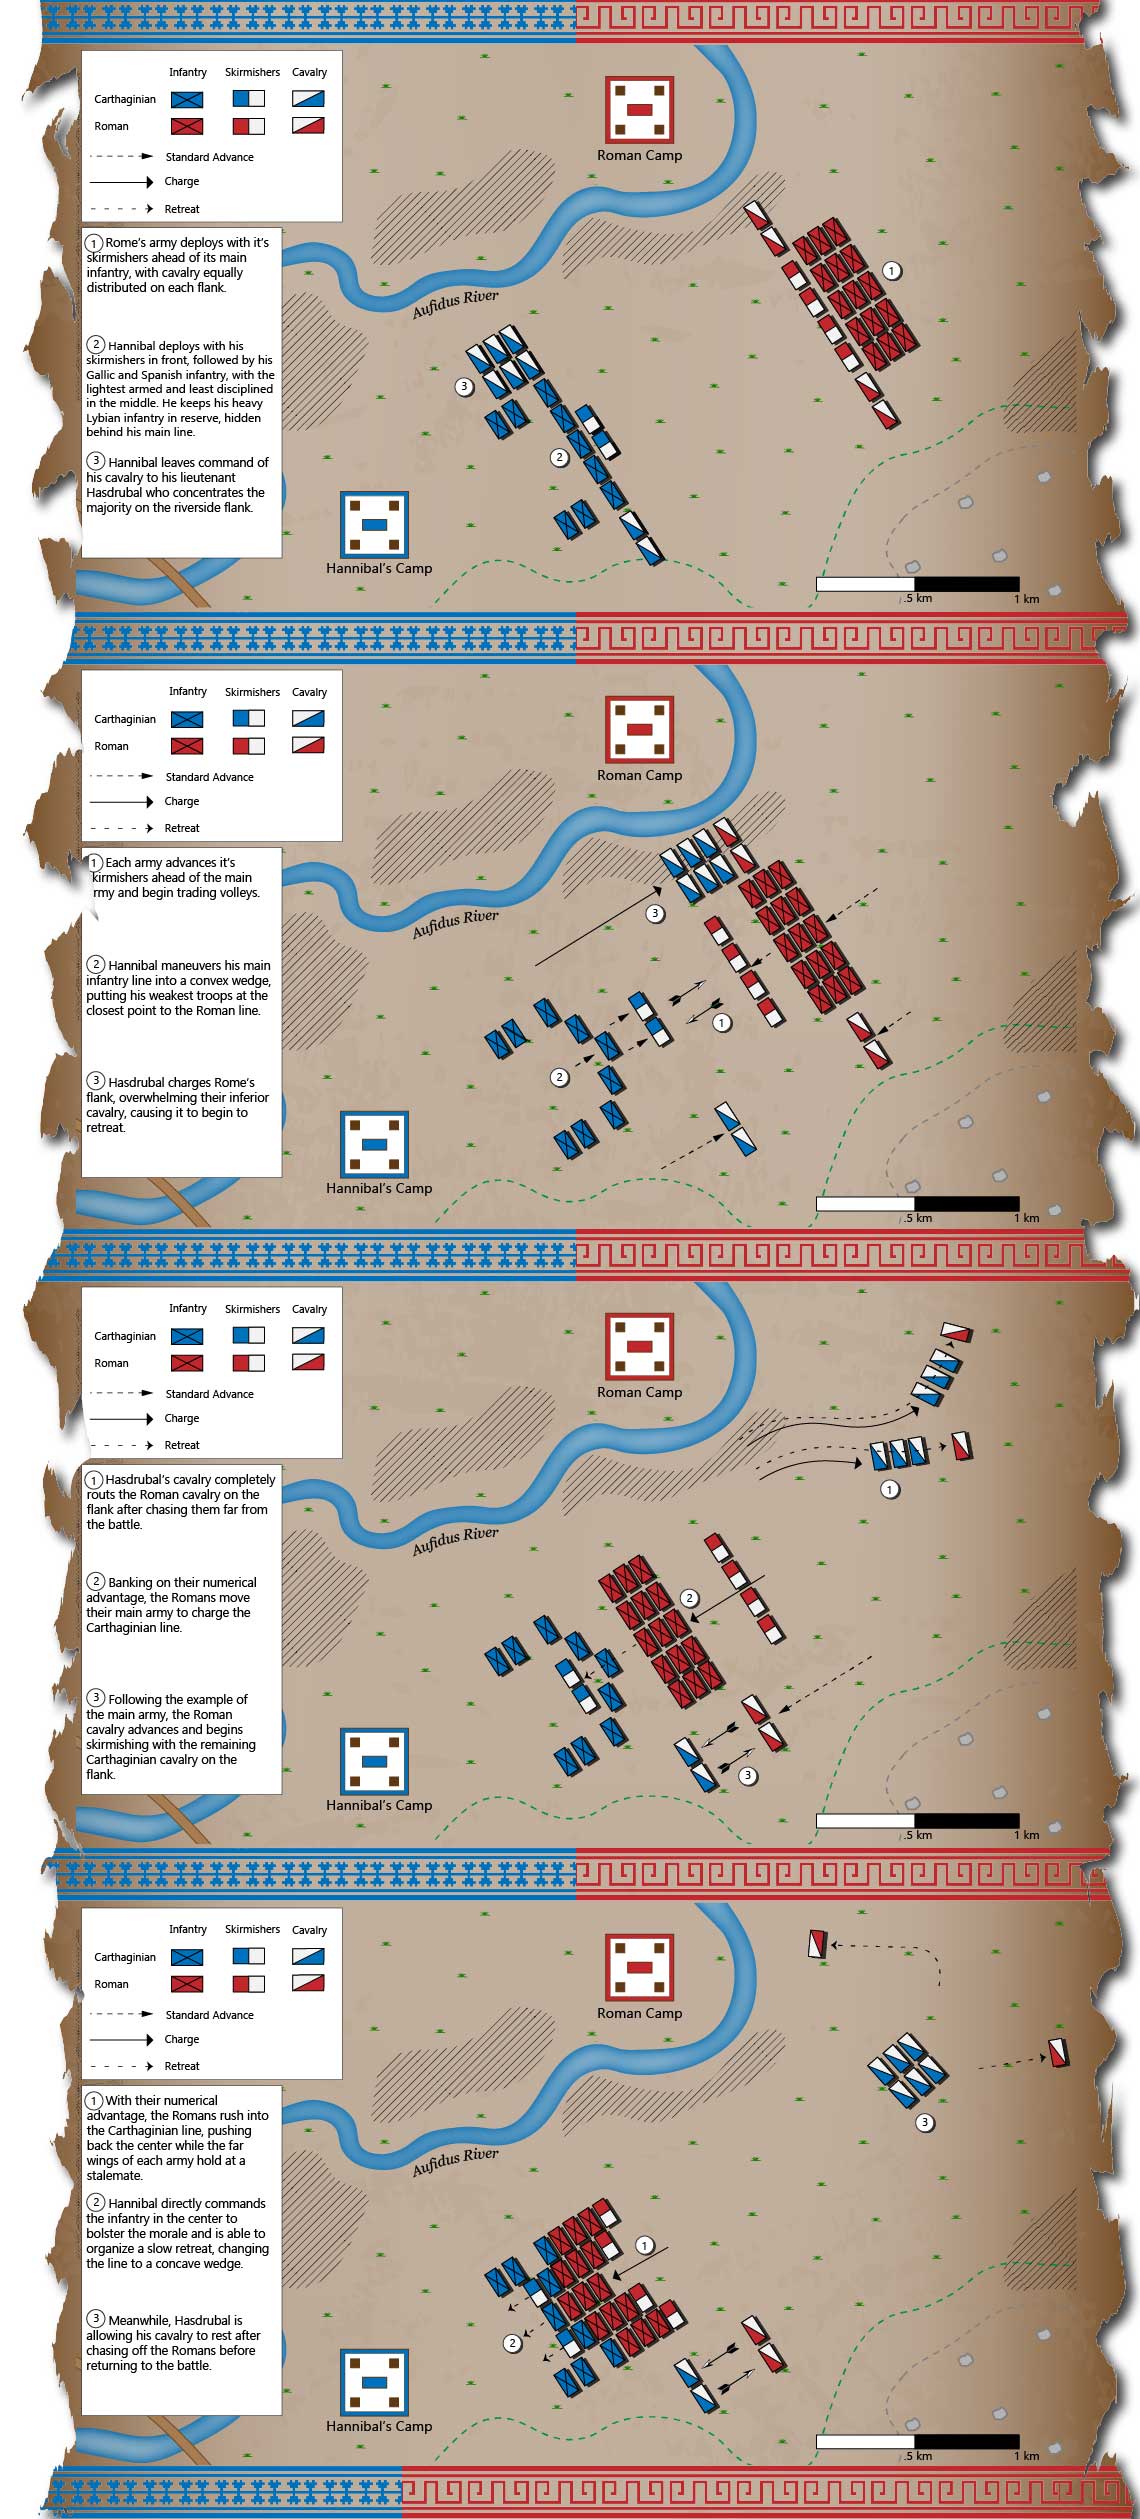 Infantry Skirmishers Cavalry
Carthaginian
Roman
Standard Advance
Charge
Retreat
Roman Camp
1 Rome's army deploys with it's
skirmishers ahead of its main
infantry, with cavalry equally
distributed on each flank.
2 Hannibal deploys with his
skirmishers in front, followed by his
Gallic and Spanish infantry, with the
lightest armed and least disciplined
in the middle. He keeps his heavy
Lybian infantry in reserve, hidden
behind his main line.
3 Hannibal leaves command of
his cavalry to his lieutenant
Hasdrubal who concentrates the
majority on the riverside flank.
1
Aufidus River
3
2
Hannibal's Camp
.5 km 1 km
Infantry Skirmishers Cavalry
Carthaginian
Roman
Standard Advance
Charge
Retreat
Roman Camp
1 Each army advances it's
kirmishers ahead of the main
rmy and begin trading volleys.
2 Hannibal maneuvers his main
infantry line into a convex wedge,
putting his weakest troops at the
closest point to the Roman line.
3 Hasdrubal charges Rome's
flank, overwhelming their inferior
cavalry, causing it to begin to
retreat.
Aufidus River
3
1
2
Hannibal's Camp
.5 km 1 km
Infantry Skirmishers Cavalry
Carthaginian
Roman
Standard Advance
Charge
Retreat
Roman Camp
1 Hasdrubal's cavalry completely
routs the Roman cavalry on the
flank after chasing them far from
the battle.
2 Banking on their numerical
advantage, the Romans move
their main army to charge the
Carthaginian line.
3 Following the example of
the main army, the Roman
cavalry advances and begins
skirmishing with the remaining
Carthaginian cavalry on the
flank.
1
Aufidus River
2
3
Hannibal's Camp
.5 km 1 km
Infantry Skirmishers Cavalry
Carthaginian
Roman
Standard Advance
Charge
Retreat
Roman Camp
1 With their numerical
advantage, the Romans rush into
the Carthaginian line, pushing
back the center while the far
wings of each army hold at a
stalemate.
2 Hannibal directly commands
the infantry in the center to
bolster the morale and is able to
organize a slow retreat, changing
the line to a concave wedge.
3 Meanwhile, Hasdrubal is
allowing his cavalry to rest after
chasing off the Romans before
returning to the battle.
3
Aufidus River
1
2
Hannibal's Camp
.5 km 1 km